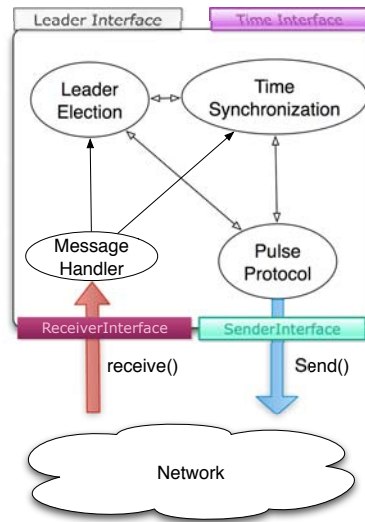 Leader Interface
Time Interface
Leader
Election
Time
Synchronization
Message
Handler
Pulse
Protocol
ReceiverInterface
SenderInterface
receive()
Send()
Network